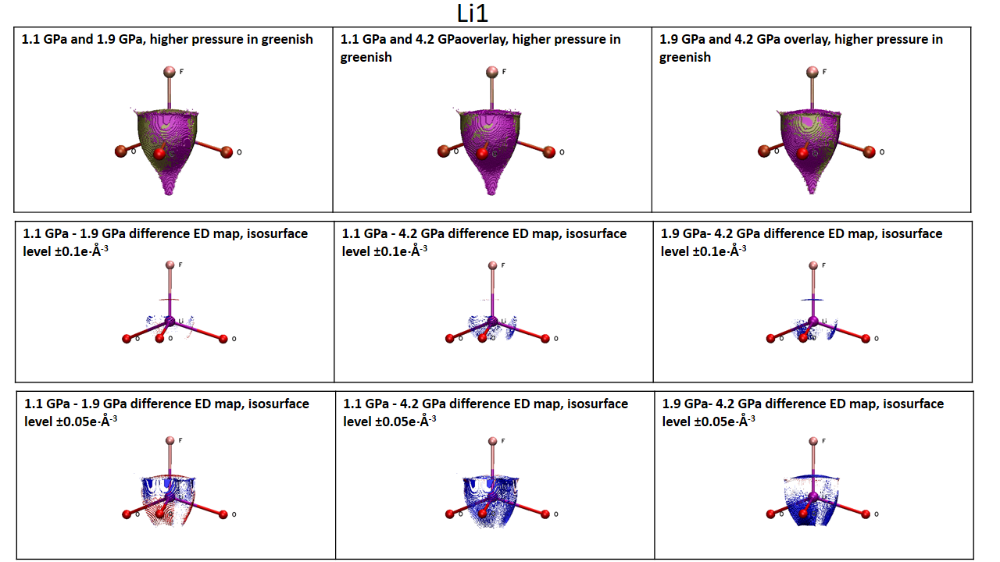 Li1
1.1 GPa and 1.9 GPa, higher pressure in greenish
1.1 GPa and 4.2 GPaoverlay, higher pressure in
greenish
1.9 GPa and 4.2 GPa overlay, higher pressure in
greenish
F
O
O
F
O
O
F
O
O
1.1 GPa - 1.9 GPa difference ED map, isosurface
level ±0.1e·Å⁻³
1.1 GPa - 4.2 GPa difference ED map, isosurface
level ±0.1e·Å⁻³
1.9 GPa- 4.2 GPa difference ED map, isosurface
level ±0.1e·Å⁻³
F
Li
O
O
O
F
Li
O
O
O
F
Li
O
O
O
1.1 GPa - 1.9 GPa difference ED map, isosurface
level ±0.05e·Å⁻³
1.1 GPa - 4.2 GPa difference ED map, isosurface
level ±0.05e·Å⁻³
1.9 GPa- 4.2 GPa difference ED map, isosurface
level ±0.05e·Å⁻³
F
O
O
O
F
O
O
O
F
Li
O
O
O